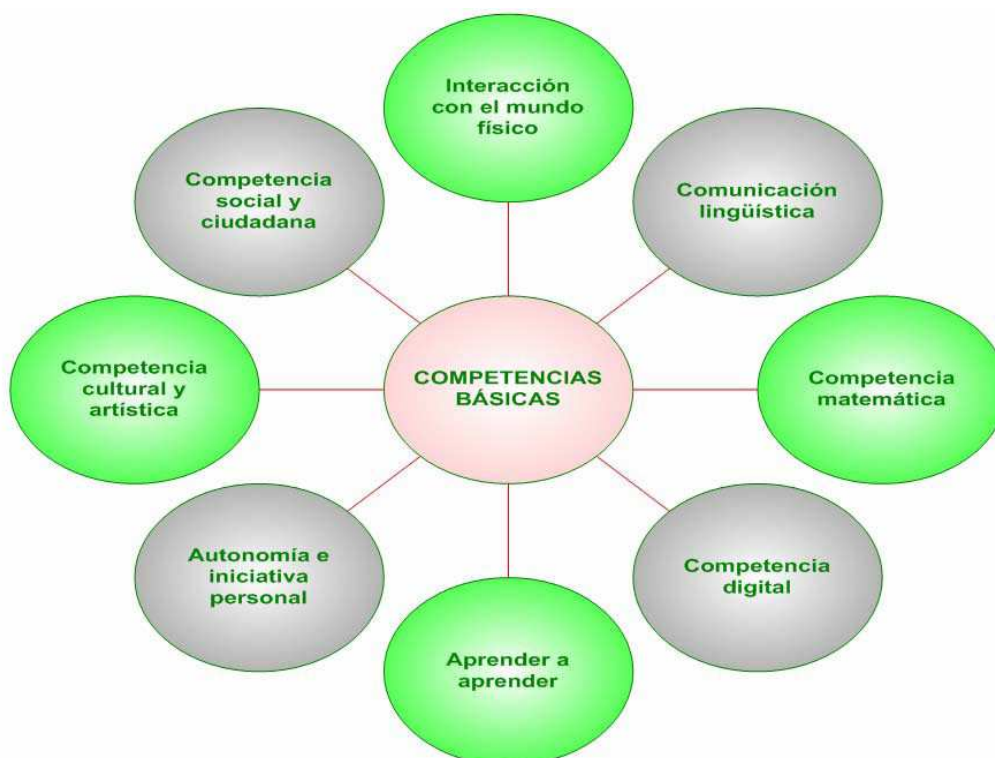 Interacción
con el mundo
físico
Competencia
social y
ciudadana
Comunicación
lingüística
Competencia
cultural y
artística
COMPETENCIAS
BÁSICAS
Competencia
matemática
Autonomía e
iniciativa
personal
Competencia
digital
Aprender a
aprender